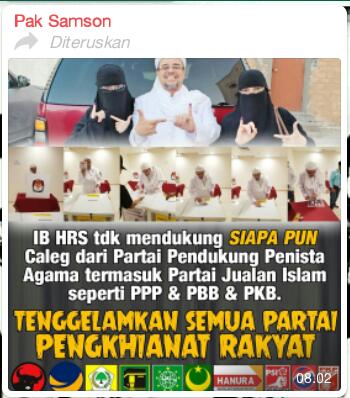 Pak Samson
Diteruskan
IB HRS tdk mendukung SIAPA PUN
Caleg dari Partai Pendukung Penista
Agama termasuk Partai Jualan Islam
seperti PPP & PBB & PKB.
TENGGELAMKAN SEMUA PARTAI
PENGKHIANAT RAKYAT
HANURA
PSI
08.02